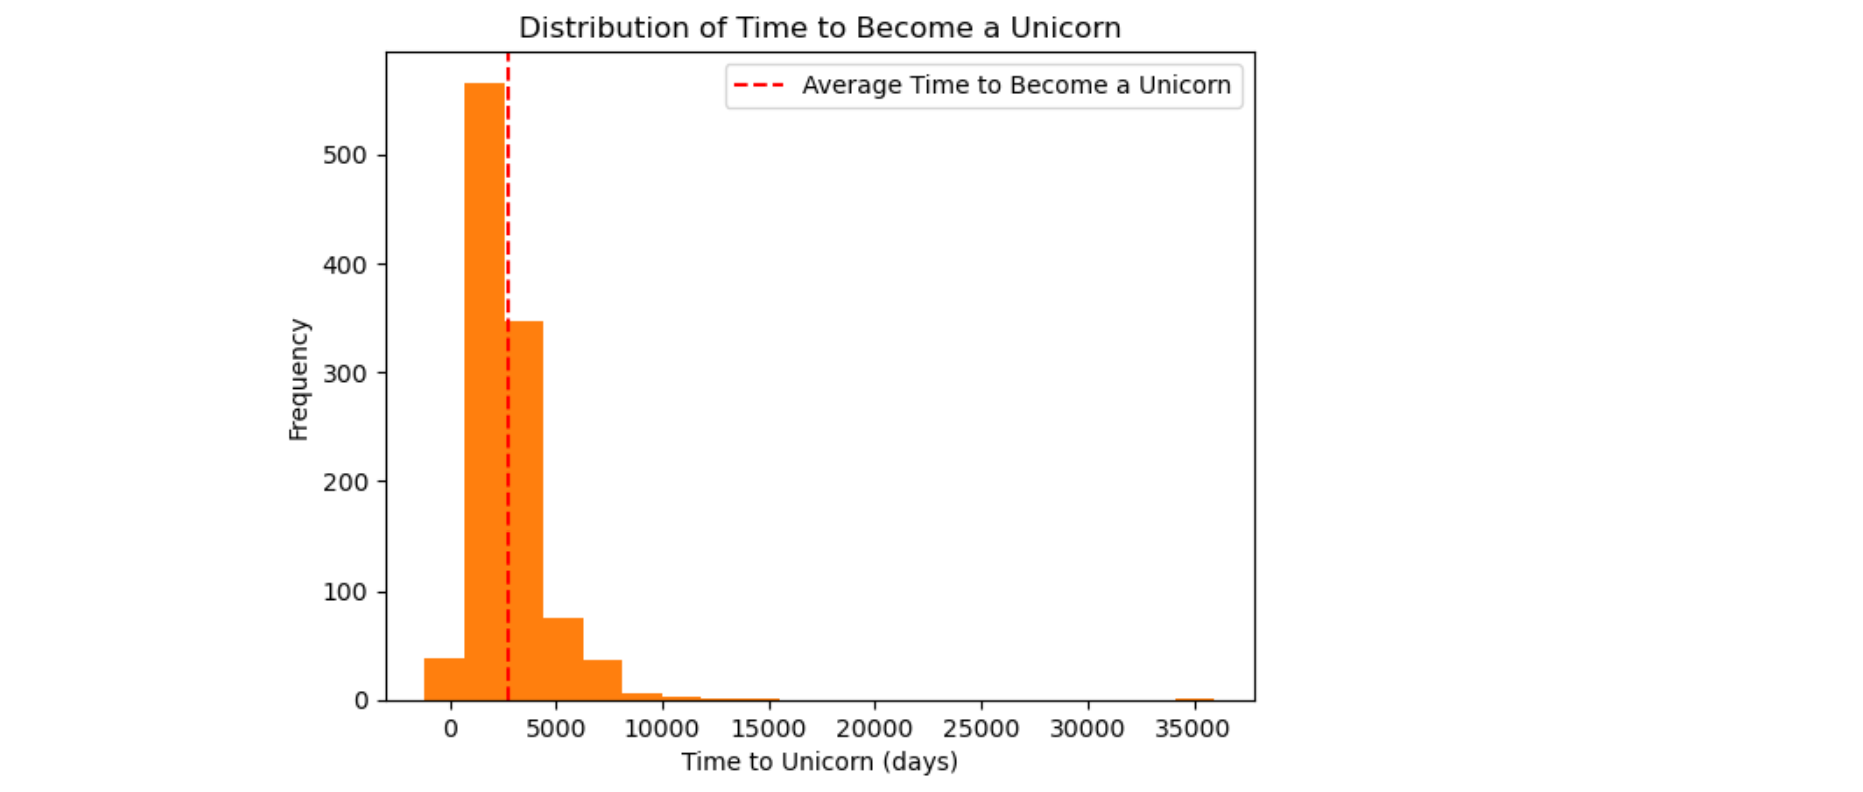 Distribution of Time to Become a Unicorn
Average Time to Become a Unicorn
500
400
300
200
100
0
Frequency
0 5000 10000 15000 20000 25000 30000 35000
Time to Unicorn (days)